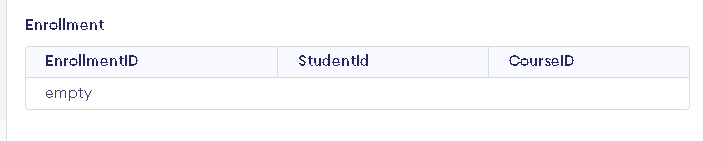 Enrollment
EnrollmentID StudentId CourseID
empty